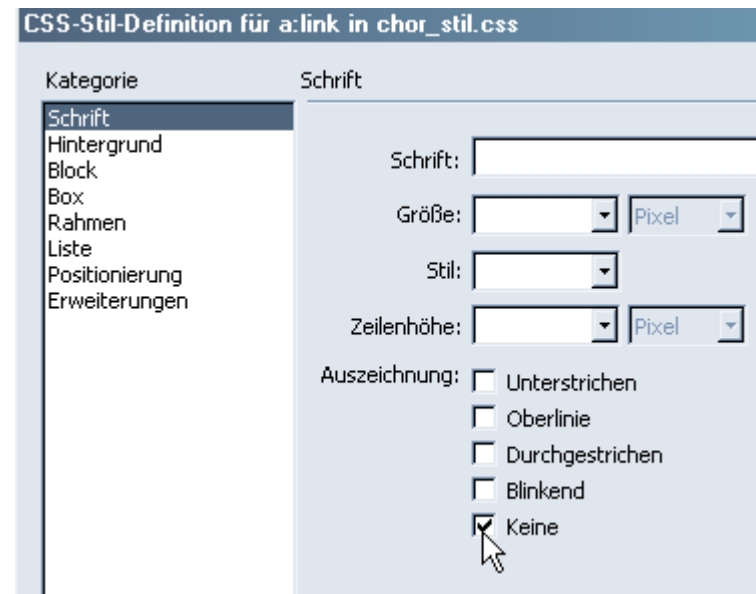 CSS-Stil-Definition für a:link in chor_stil.css
Kategorie
Schrift
Hintergrund
Block
Box
Rahmen
Liste
Positionierung
Erweiterungen
Schrift
Schrift:
Größe: Pixel
Stil:
Zeilenhöhe: Pixel
Auszeichnung: Unterstrichen
Oberlinie
Durchgestrichen
Blinkend
Keine